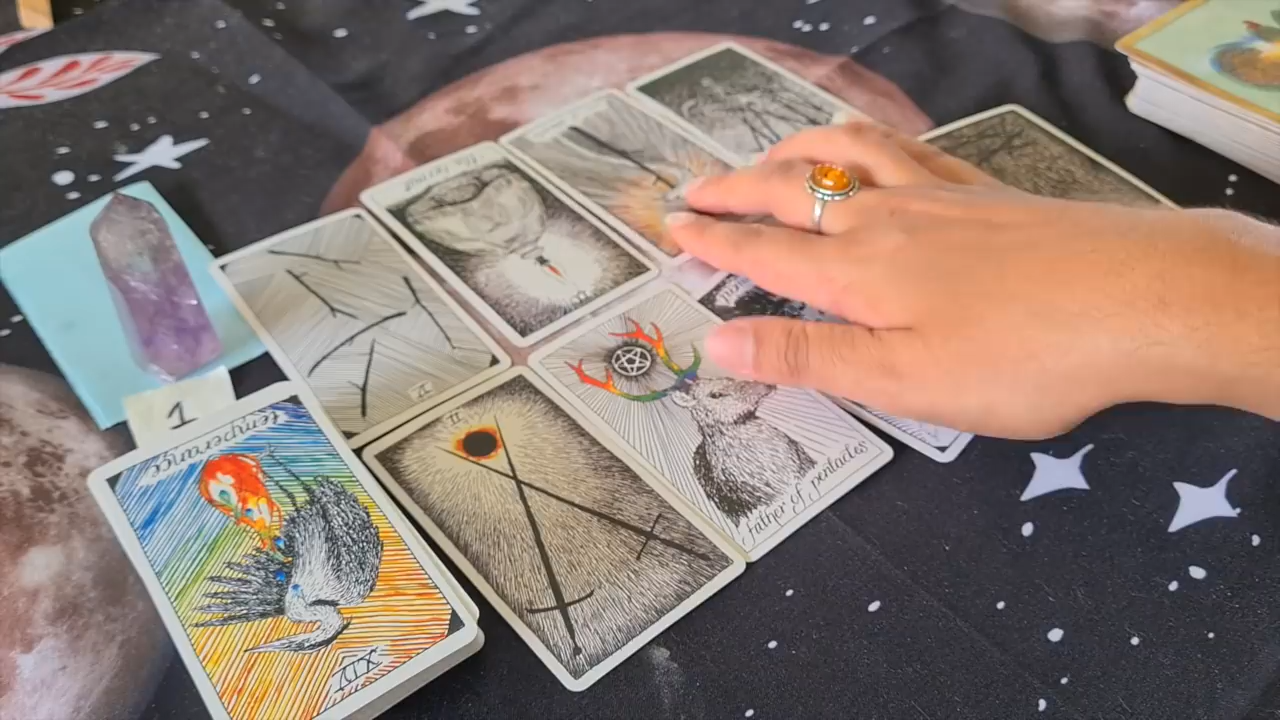 the hermit
V
1
temperance
II
father of pentacles
XIV